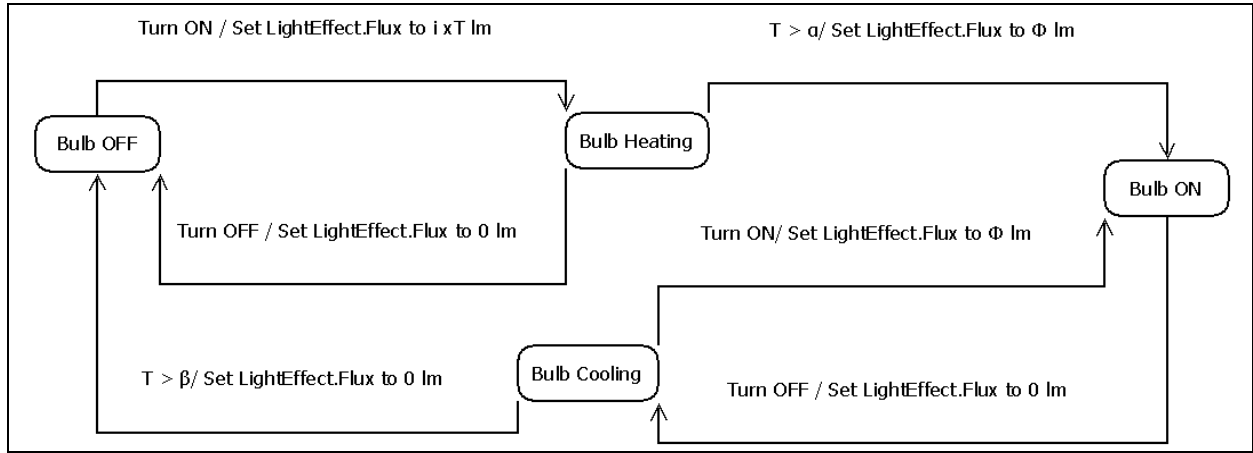 Turn ON / Set LightEffect.Flux to i xT lm
T > α/ Set LightEffect.Flux to Φ lm
Bulb OFF
Bulb Heating
Bulb ON
Turn OFF / Set LightEffect.Flux to 0 lm
Turn ON/ Set LightEffect.Flux to Φ lm
T > β/ Set LightEffect.Flux to 0 lm
Bulb Cooling
Turn OFF / Set LightEffect.Flux to 0 lm